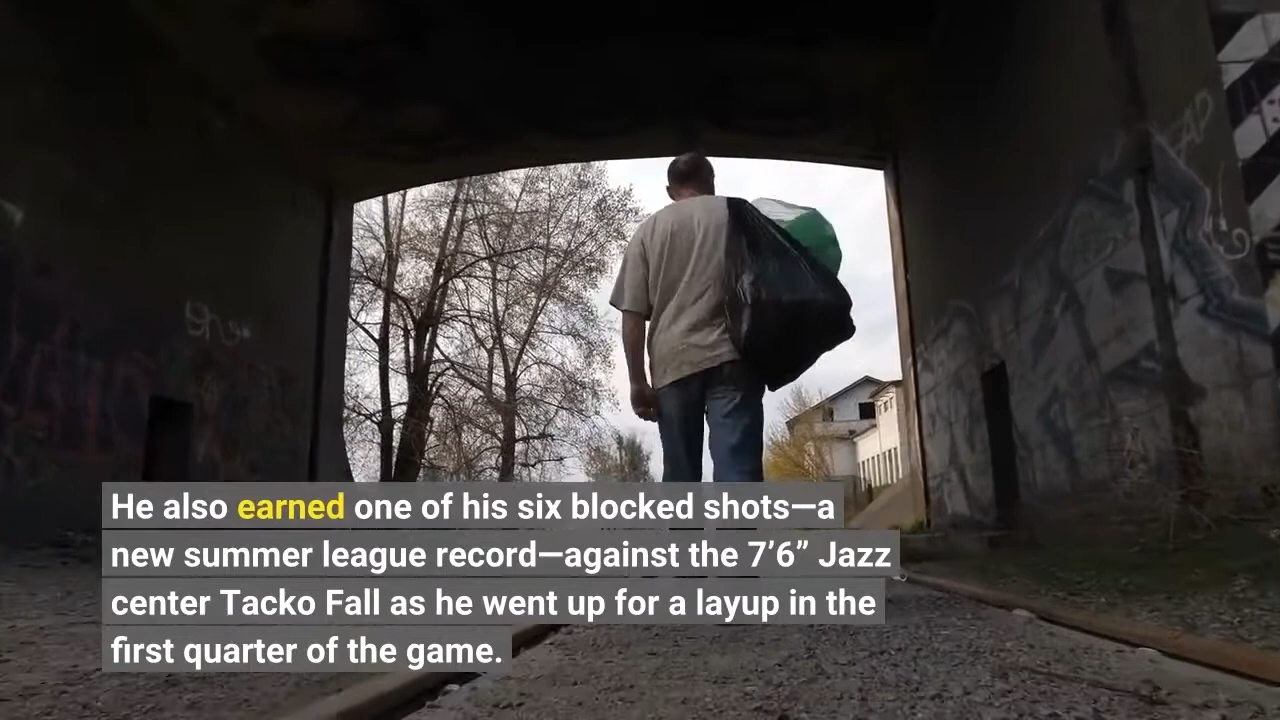 He also earned one of his six blocked shots—a
new summer league record—against the 7’6” Jazz
center Tacko Fall as he went up for a layup in the
first quarter of the game.